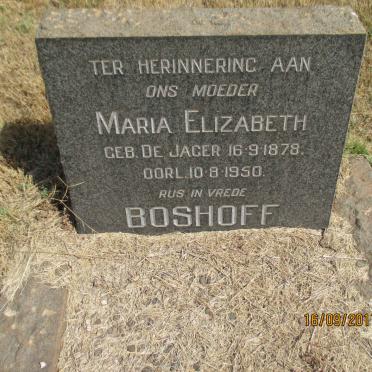 TER HERINNERING AAN
ONS MOEDER
MARIA ELIZABETH
GEB. DE JAGER 16·9·1878.
OORL. 10·8·1950.
RUS IN VREDE
BOSHOFF